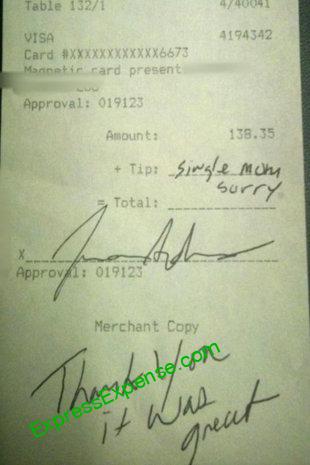 Table 132/1 4/40041
VISA 4194342
Card #XXXXXXXXXXXX6673
Magnetic card present
Approval: 019123
Amount: 138.35
+ Tip: single mom
sorry
= Total:
X
Approval: 019123
Merchant Copy
Thank you
ExpressExpense.com
it was
great